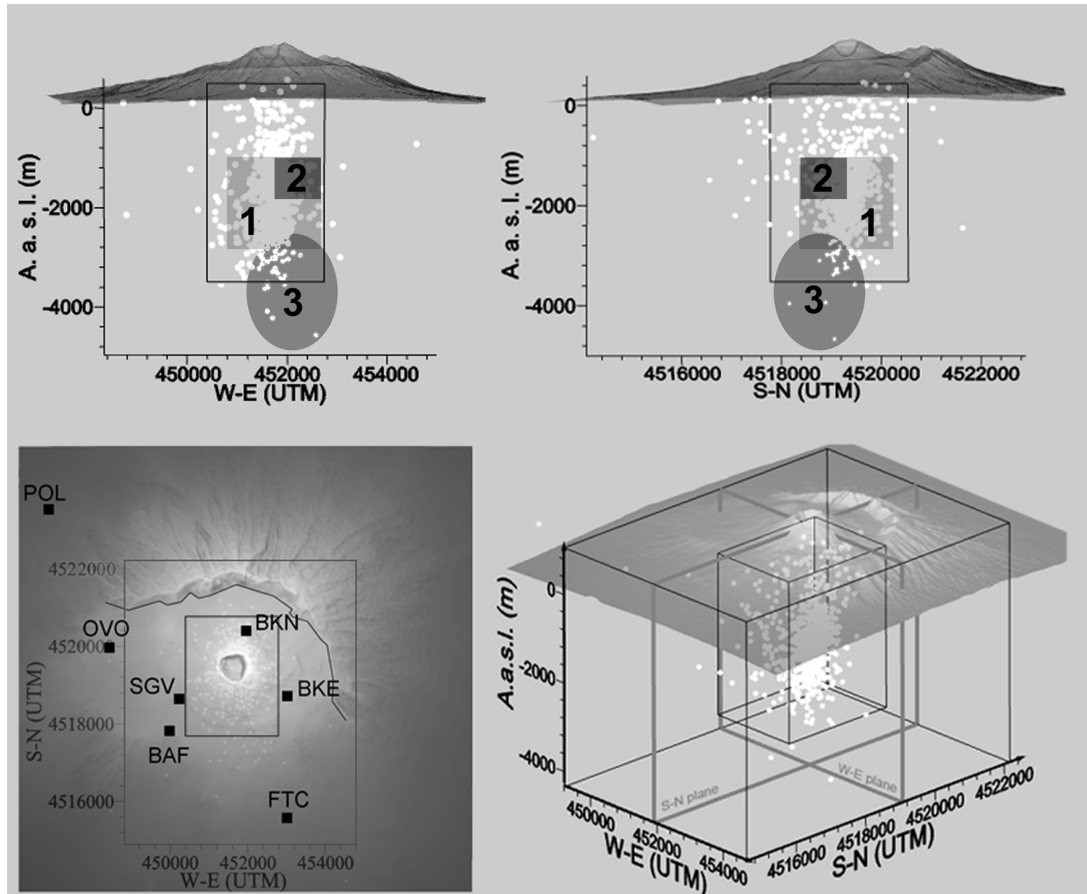 0
-2000
-4000
A. a. s. l. (m)
1
2
3
450000 452000 454000
W-E (UTM)
0
-2000
-4000
A. a. s. l. (m)
2
1
3
4516000 4518000 4520000 4522000
S-N (UTM)
POL
4522000
BKN
OVO
4520000
SGV
BKE
4518000
BAF
FTC
4516000
S-N (UTM)
450000 452000 454000
W-E (UTM)
0
-2000
-4000
A.a.s.l. (m)
S-N plane
W-E plane
450000
452000
454000
W-E (UTM)
4516000
4518000
4520000
4522000
S-N (UTM)